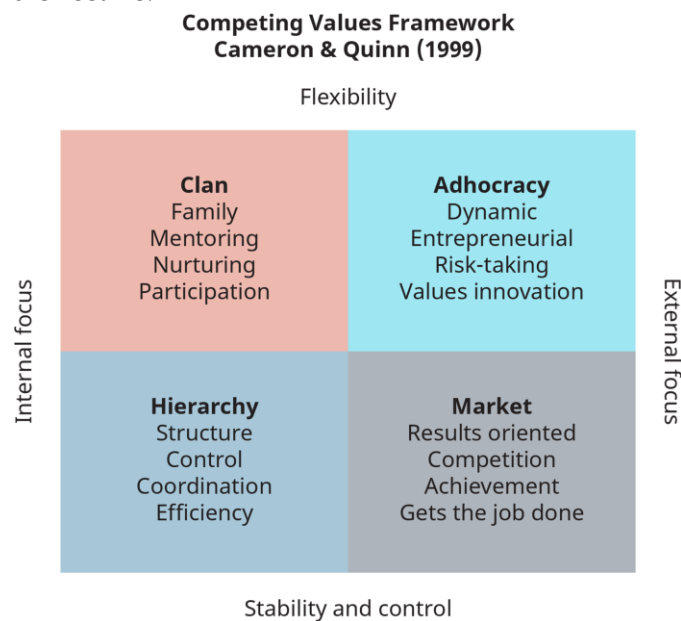 Competing Values Framework
Cameron & Quinn (1999)
Flexibility
Clan
Family
Mentoring
Nurturing
Participation
Adhocracy
Dynamic
Entrepreneurial
Risk-taking
Values innovation
Internal focus
External focus
Hierarchy
Structure
Control
Coordination
Efficiency
Market
Results oriented
Competition
Achievement
Gets the job done
Stability and control